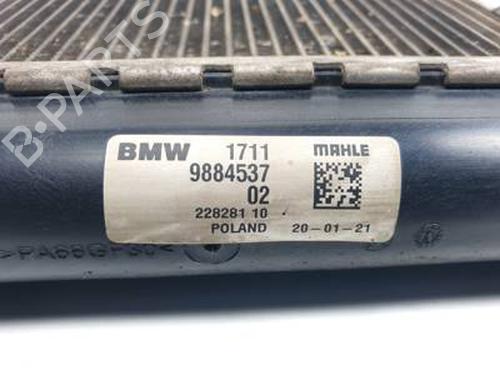 B-PARTS
BMW 1711 MAHLE
9884537
02
228281 10
POLAND 20-01-21
>PA66GF30<